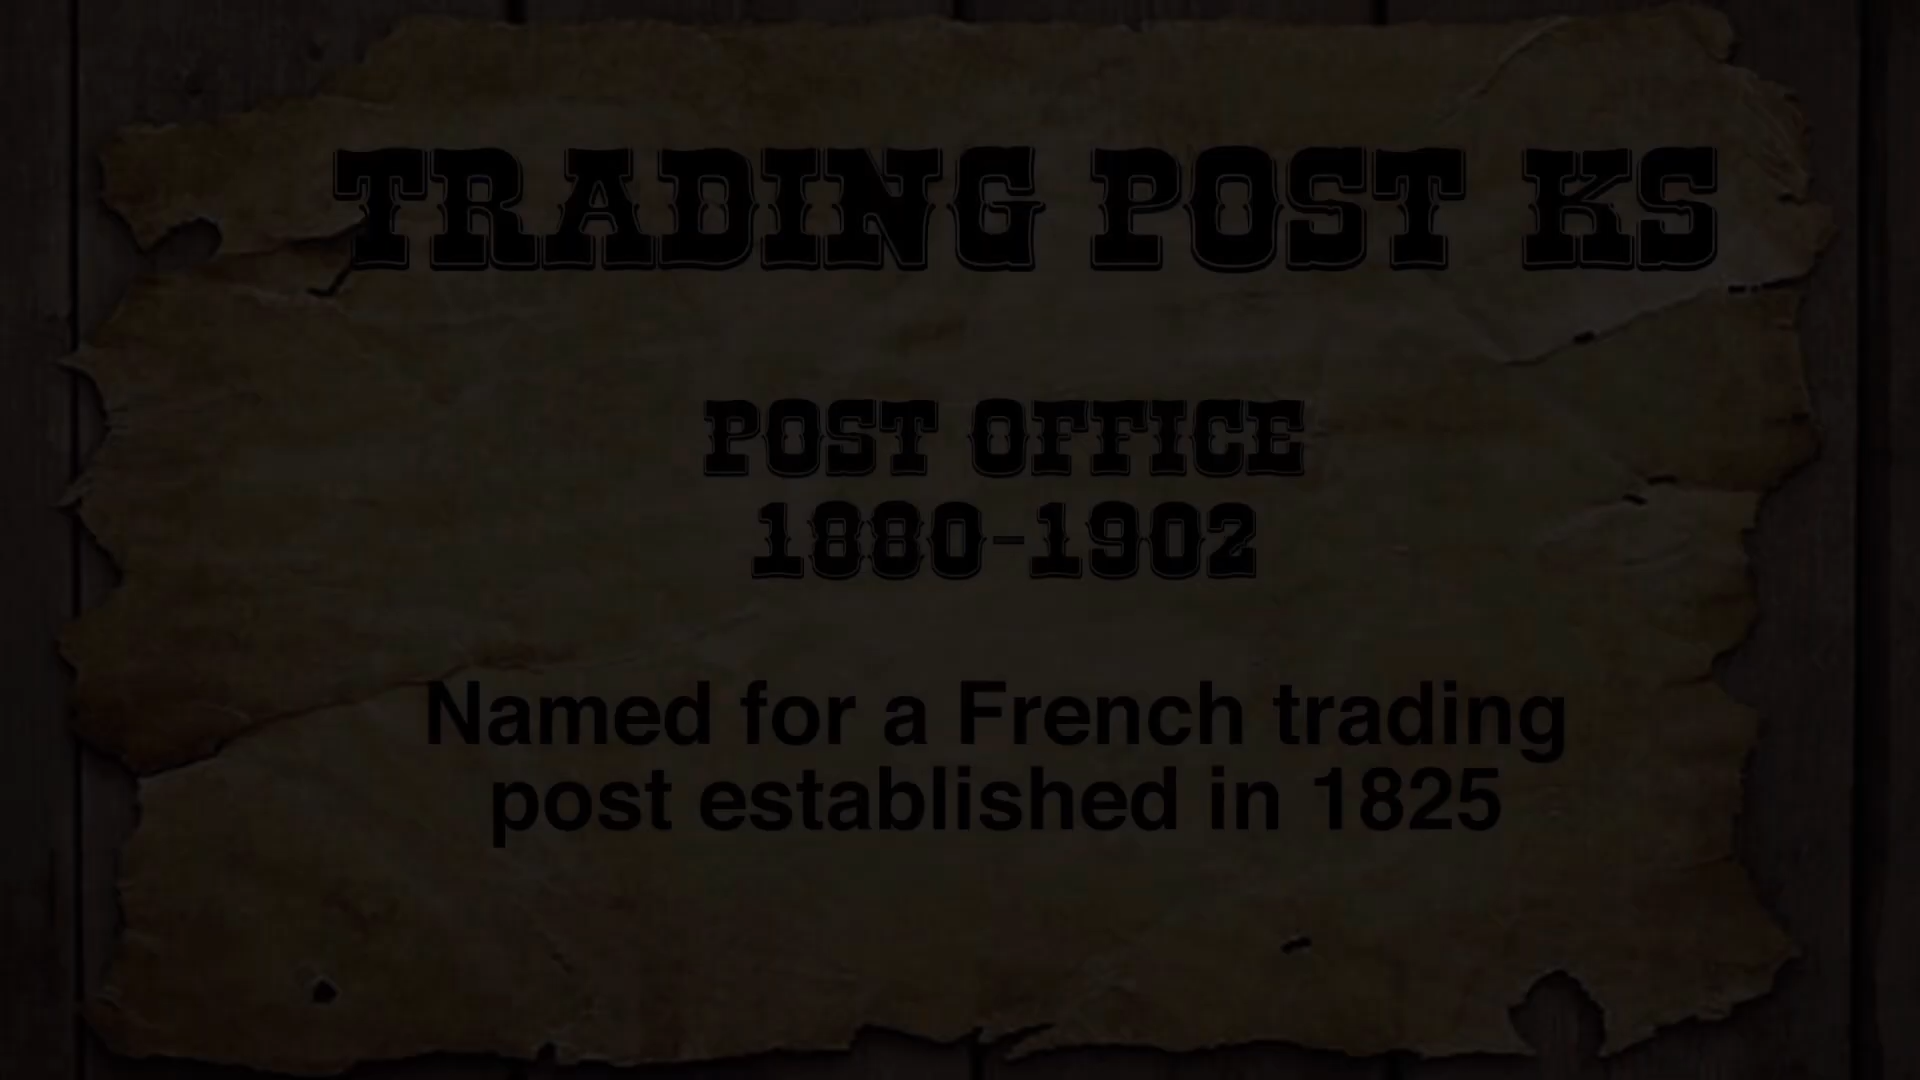 TRADING POST KS
POST OFFICE
1880-1902
Named for a French trading
post established in 1825